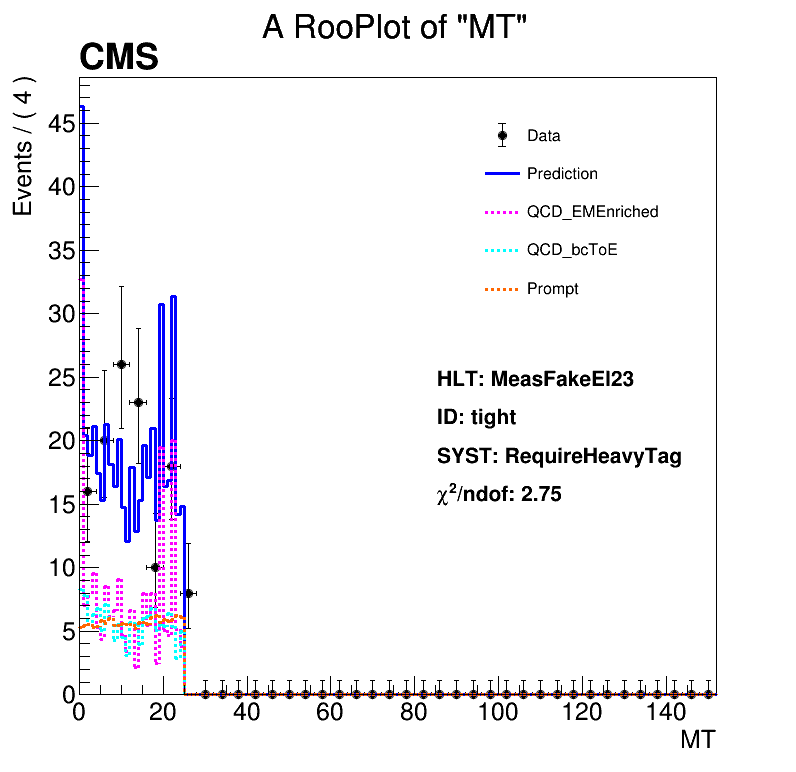 A RooPlot of "MT"
CMS
Events / ( 4 )
45
40
35
30
25
20
15
10
5
0
0 20 40 60 80 100 120 140
MT
Data
Prediction
QCD_EMEnriched
QCD_bcToE
Prompt
HLT: MeasFakeEl23
ID: tight
SYST: RequireHeavyTag
χ²/ndof: 2.75